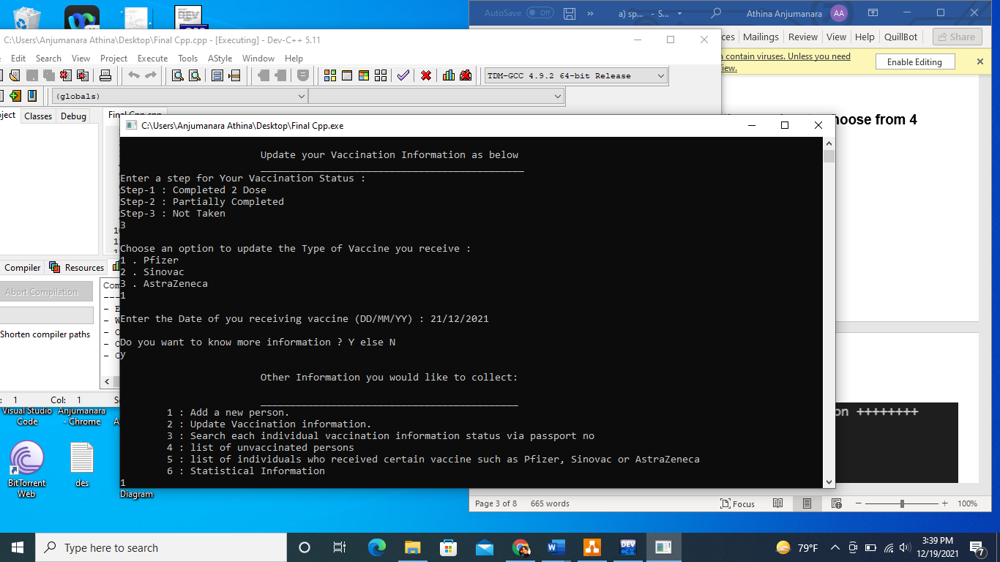 AutoSave Off a) sp... - S... Athina Anjumanara AA
C:\Users\Anjumanara Athina\Desktop\Final Cpp.cpp - [Executing] - Dev-C++ 5.11
Mailings Review View Help QuillBot Share
Edit Search View Project Execute Tools AStyle Window Help
contain viruses. Unless you need
Enable Editing
TDM-GCC 4.9.2 64-bit Release
(globals)
Classes Debug
hoose from 4
C:\Users\Anjumanara Athina\Desktop\Final Cpp.exe
Update your Vaccination Information as below
Enter a step for Your Vaccination Status :
Step-1 : Completed 2 Dose
Step-2 : Partially Completed
Step-3 : Not Taken
3
Choose an option to update the Type of Vaccine you receive :
1 . Pfizer
2 . Sinovac
3 . AstraZeneca
1
Enter the Date of you receiving vaccine (DD/MM/YY) : 21/12/2021
Do you want to know more information ? Y else N
y
Other Information you would like to collect:
1 : Add a new person.
2 : Update Vaccination information.
3 : Search each individual vaccination information status via passport no
4 : list of unvaccinated persons
5 : list of individuals who received certain vaccine such as Pfizer, Sinovac or AstraZeneca
6 : Statistical Information
1
Compiler Resources
Abort Compilation
Shorten compiler paths
: 1 Col: 1
on ++++++++
Visual Studio Code
Anjumanara - Chrome
BitTorrent Web
des
Diagram
Page 3 of 8 665 words Focus 100%
Type here to search
DEV
79°F
3:39 PM
12/19/2021
7